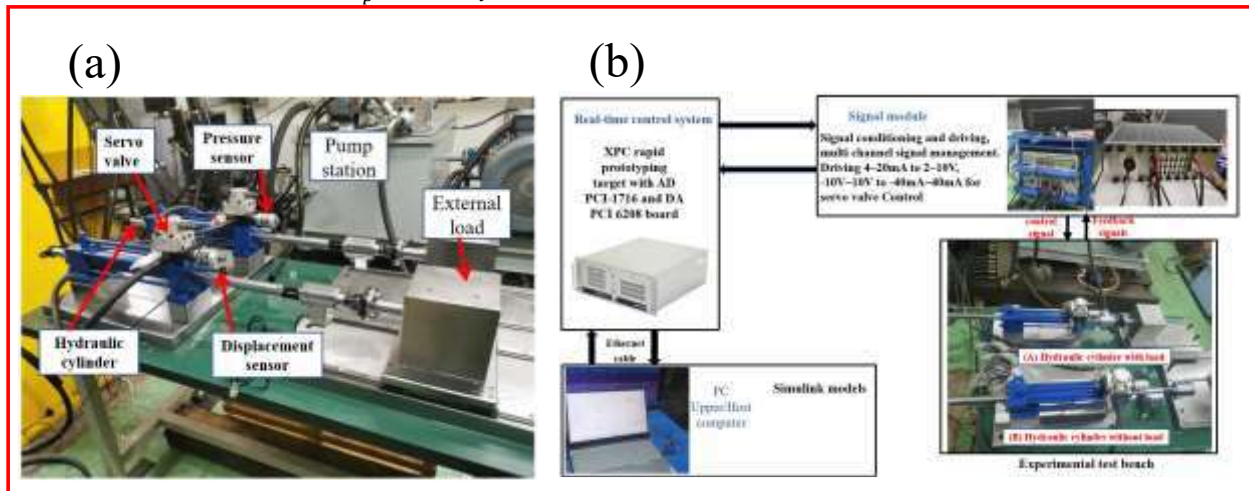 (a)
Servo
valve
Pressure
sensor
Pump
station
External
load
Hydraulic
cylinder
Displacement
sensor
(b)
Real-time control system
XPC rapid
prototyping
target with AD
PCI-1716 and DA
PCI 6208 board
Signal module
Signal conditioning and driving,
multi channel signal management.
Driving 4~20mA to 2~10V,
-10V~10V to -40mA~40mA for
servo valve Control
control
signal
Feedback
signals
Ethernet
cable
PC
Upper/Host
computer
Simulink models
(A) Hydraulic cylinder with load
(B) Hydraulic cylinder without load
Experimental test bench